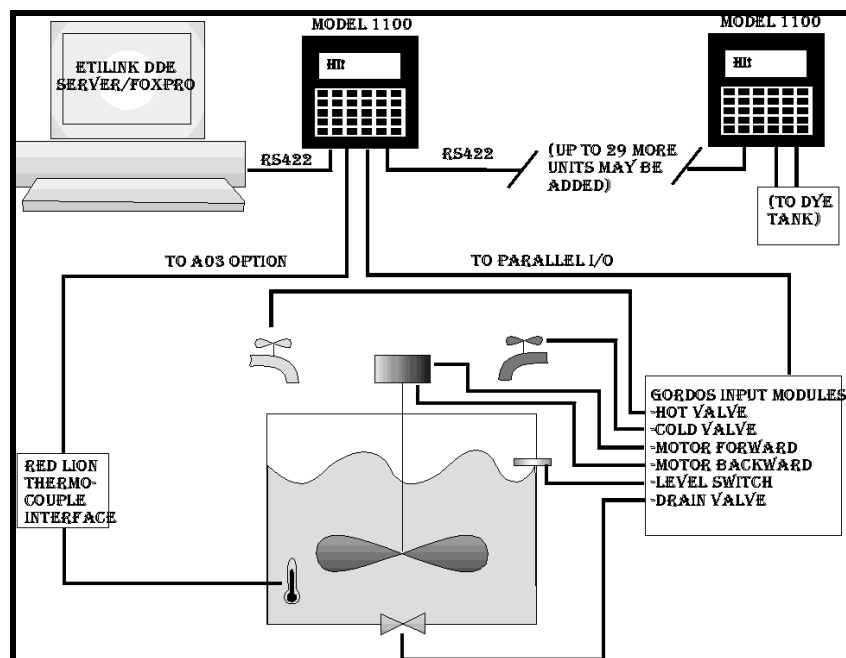 MODEL 1100
MODEL 1100
ETILINK DDE
SERVER/FOXPRO
HI!
HI!
RS422
RS422
(UP TO 29 MORE
UNITS MAY BE
ADDED)
(TO DYE
TANK)
TO A03 OPTION
TO PARALLEL I/O
GORDOS INPUT MODULES
-HOT VALVE
-COLD VALVE
-MOTOR FORWARD
-MOTOR BACKWARD
-LEVEL SWITCH
-DRAIN VALVE
RED LION
THERMO-
COUPLE
INTERFACE